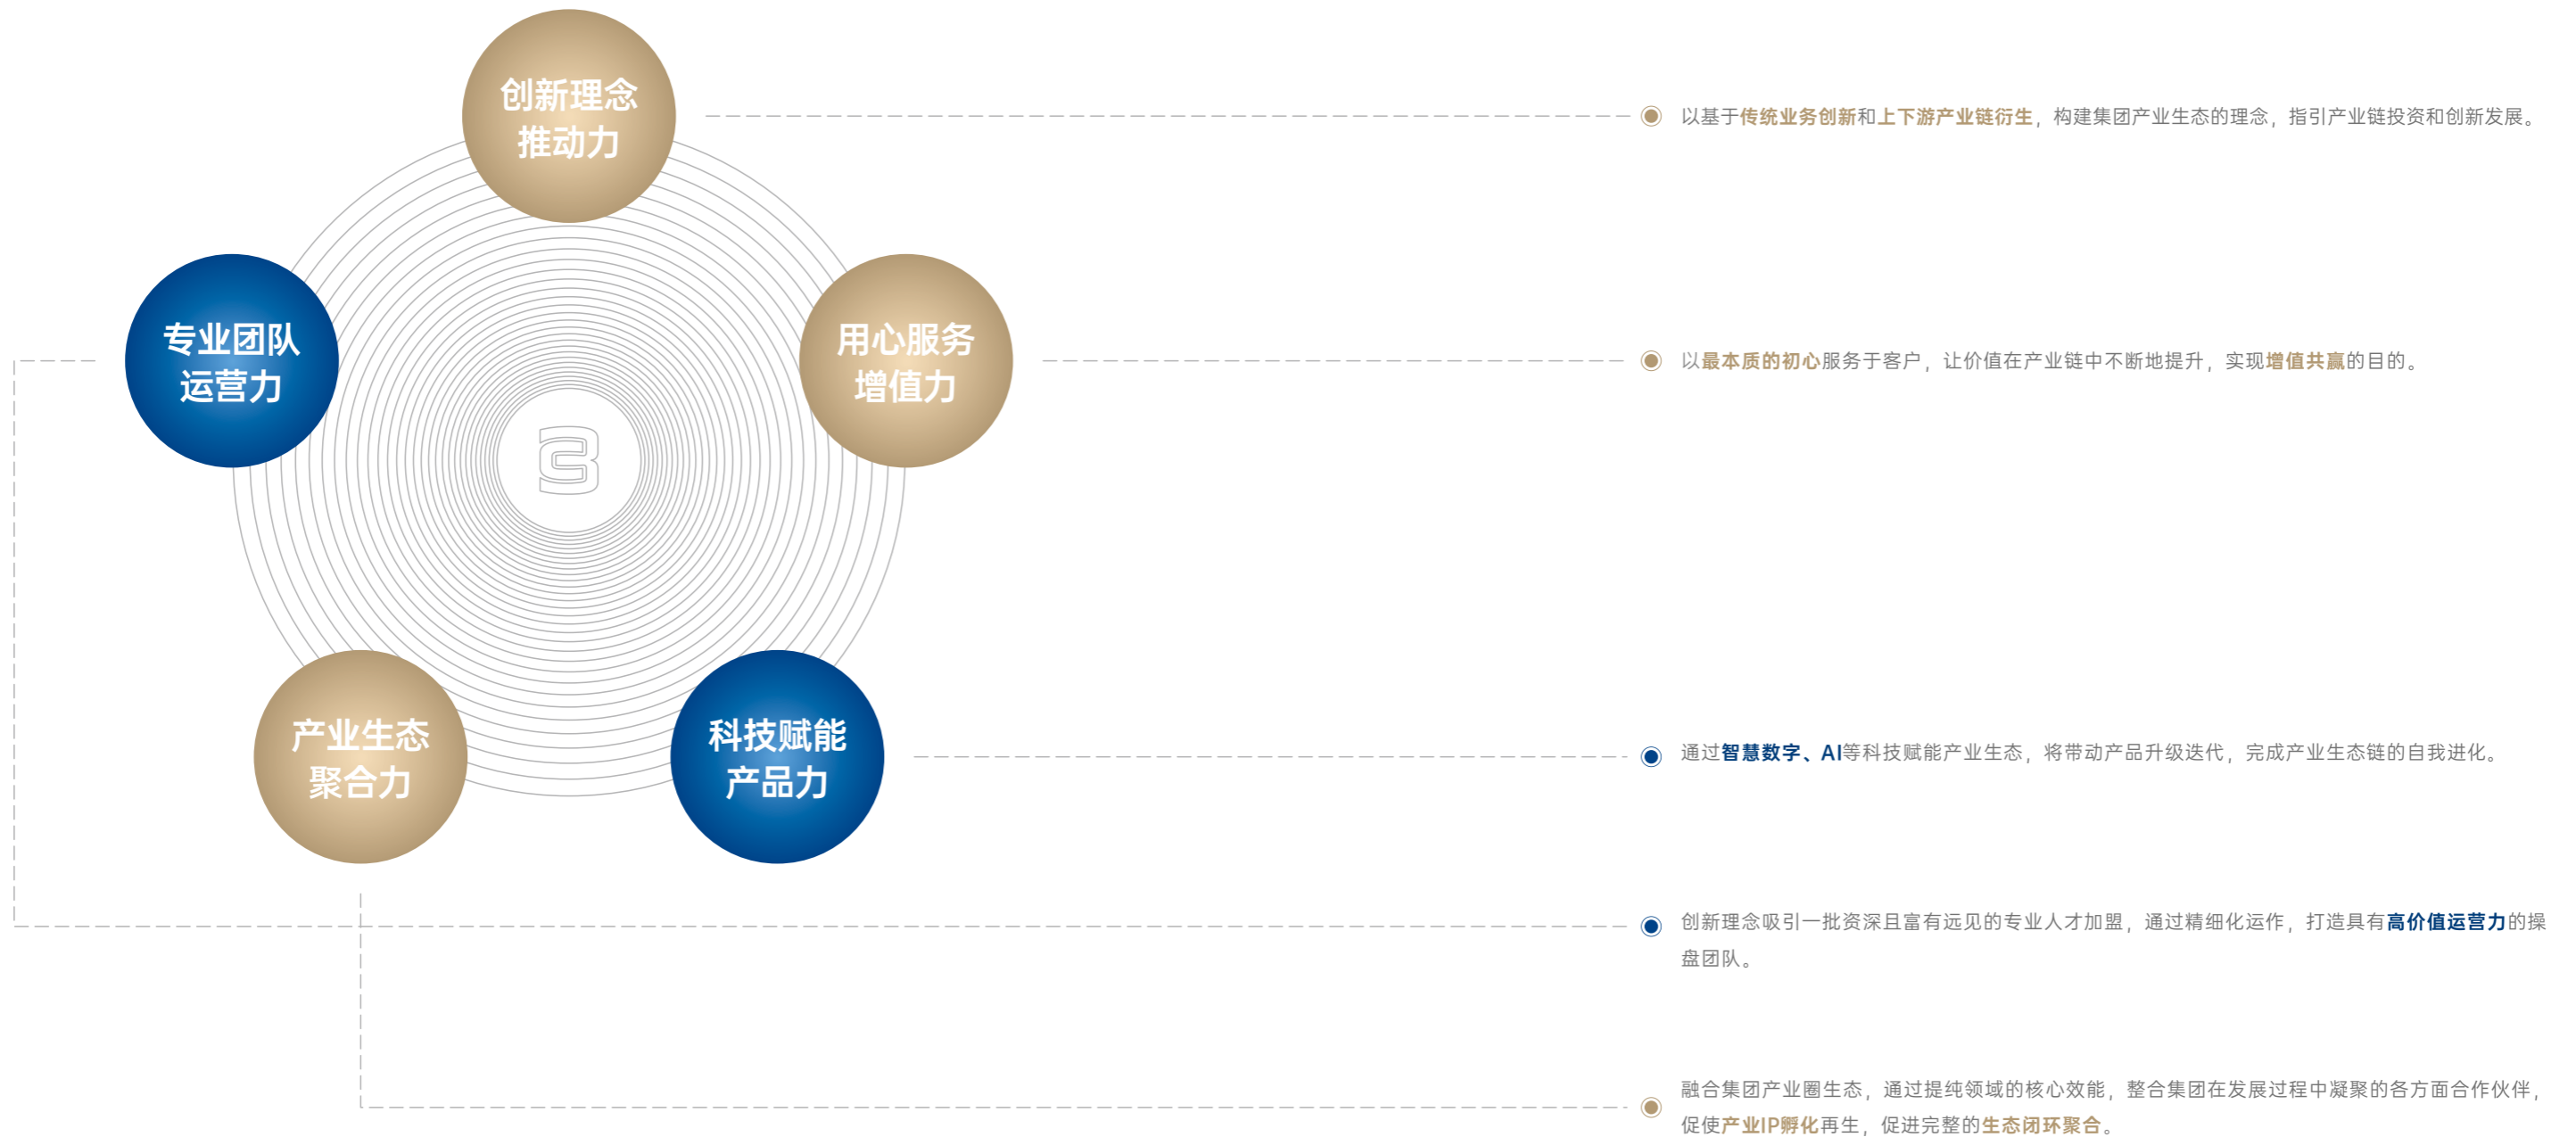 创新理念
推动力
以基于传统业务创新和上下游产业链衍生，构建集团产业生态的理念，指引产业链投资和创新发展。
专业团队
运营力
用心服务
增值力
以最本质的初心服务于客户，让价值在产业链中不断地提升，实现增值共赢的目的。
产业生态
聚合力
科技赋能
产品力
通过智慧数字、AI等科技赋能产业生态，将带动产品升级迭代，完成产业生态链的自我进化。
创新理念吸引一批资深且富有远见的专业人才加盟，通过精细化运作，打造具有高价值运营力的操
盘团队。
融合集团产业圈生态，通过提纯领域的核心效能，整合集团在发展过程中凝聚的各方面合作伙伴，
促使产业IP孵化再生，促进完整的生态闭环聚合。